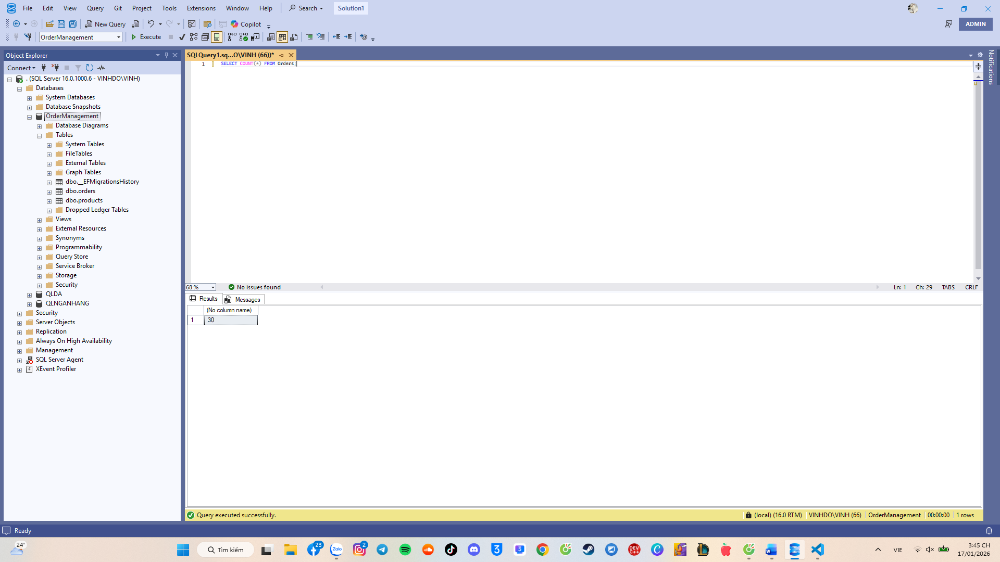 File Edit View Query Git Project Tools Extensions Window Help Search Solution1
New Query Copilot ADMIN
OrderManagement Execute
Object Explorer
Connect
. (SQL Server 16.0.1000.6 - VINHDO\VINH)
Databases
System Databases
Database Snapshots
OrderManagement
Database Diagrams
Tables
System Tables
FileTables
External Tables
Graph Tables
dbo.__EFMigrationsHistory
dbo.orders
dbo.products
Dropped Ledger Tables
Views
External Resources
Synonyms
Programmability
Query Store
Service Broker
Storage
Security
QLDA
QLNGANHANG
Security
Server Objects
Replication
Always On High Availability
Management
SQL Server Agent
XEvent Profiler
SQLQuery1.sq...O\VINH (66))*
1 SELECT COUNT(*) FROM Orders;
Notifications
68 % No issues found Ln: 1 Ch: 29 TABS CRLF
Results Messages
(No column name)
1 30
Query executed successfully. (local) (16.0 RTM) VINHDO\VINH (66) OrderManagement 00:00:00 1 rows
Ready
24° Tìm kiếm 23 Zalo 2 3 3 DEV C++ VIE 3:45 CH
17/01/2026